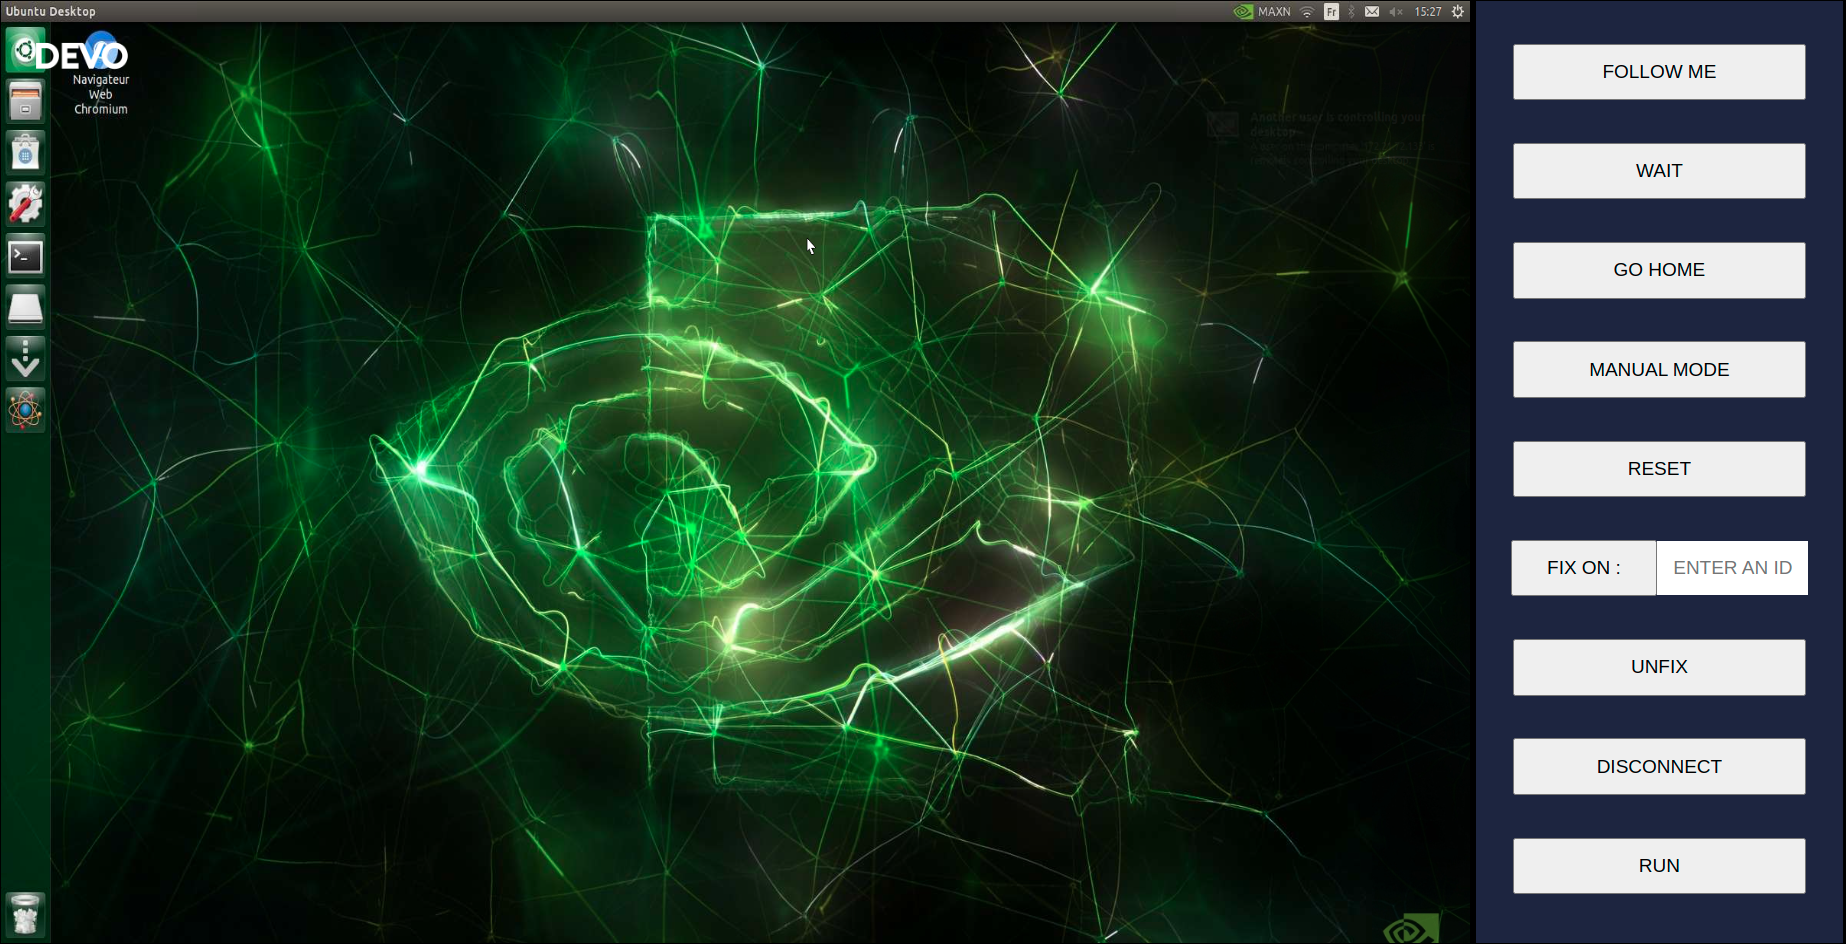 Ubuntu Desktop
MAXN
Fr
15:27
DEVO
Navigateur
Web
Chromium
Another user is controlling your
desktop
FOLLOW ME
WAIT
GO HOME
MANUAL MODE
RESET
FIX ON :
ENTER AN ID
UNFIX
DISCONNECT
RUN